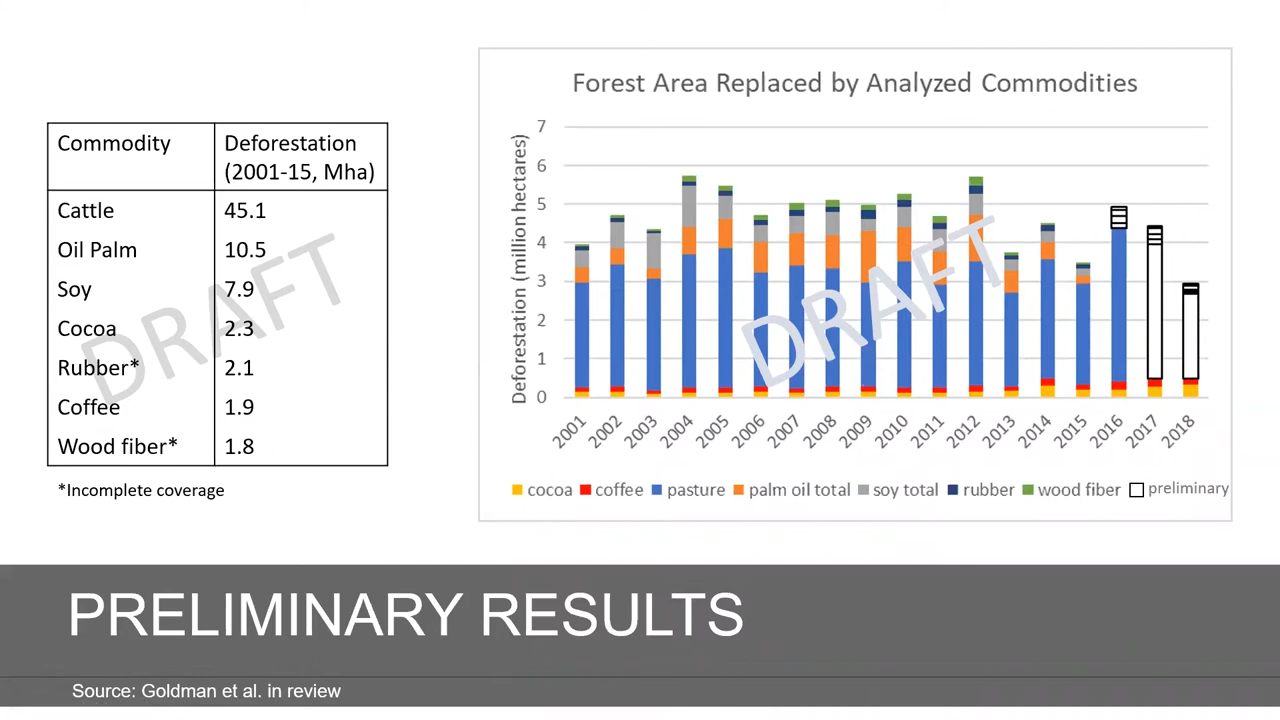 Commodity Deforestation
(2001-15, Mha)
Cattle 45.1
Oil Palm 10.5
Soy 7.9
Cocoa 2.3
Rubber* 2.1
Coffee 1.9
Wood fiber* 1.8
*Incomplete coverage
DRAFT
Forest Area Replaced by Analyzed Commodities
Deforestation (million hectares)
7
6
5
4
3
2
1
0
2001 2002 2003 2004 2005 2006 2007 2008 2009 2010 2011 2012 2013 2014 2015 2016 2017 2018
cocoa coffee pasture palm oil total soy total rubber wood fiber preliminary
DRAFT
PRELIMINARY RESULTS
Source: Goldman et al. in review